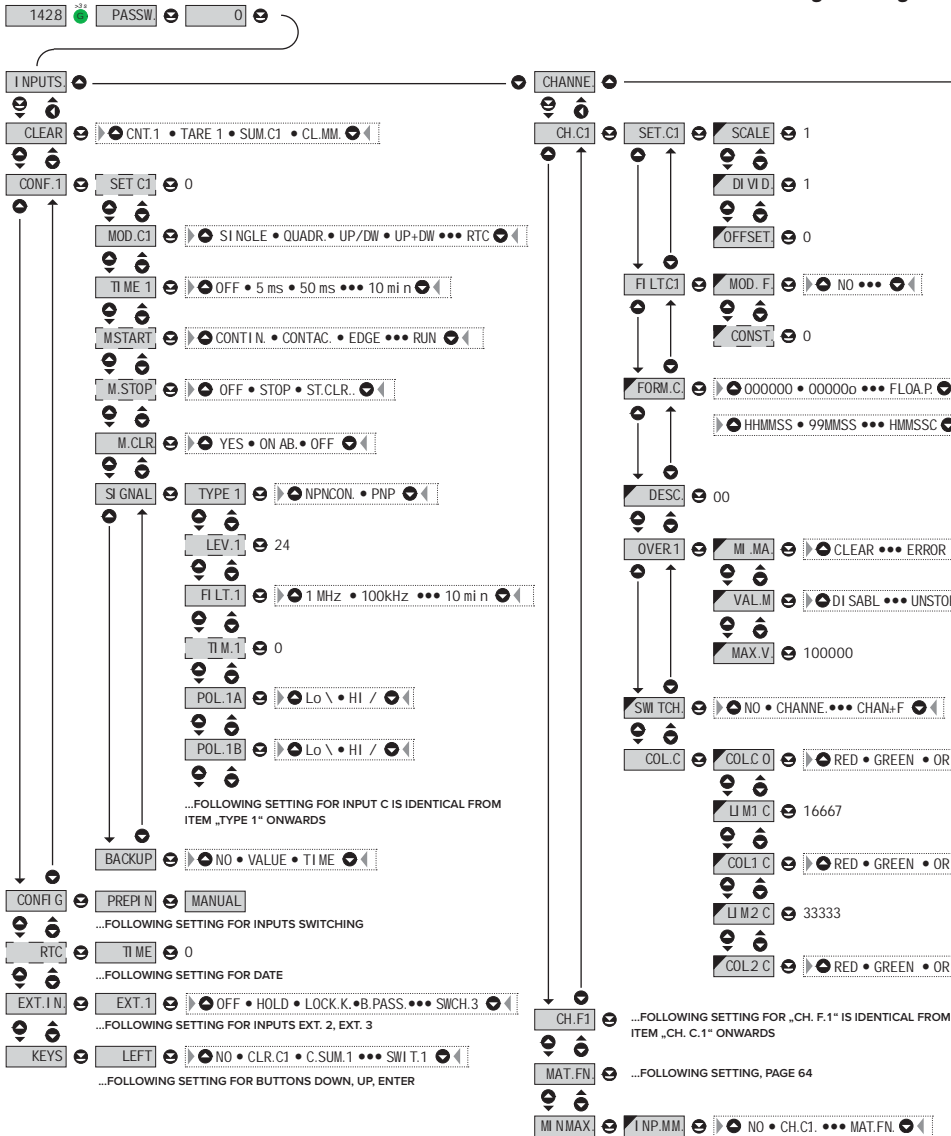 1428 >3 s G PASSW. 0
INPUTS. CHANNE.
CLEAR CNT.1 • TARE 1 • SUM.C1 • CL.MM. CH.C1 SET.C1 SCALE 1
CONF.1 SET C1 0 DIVID. 1
MOD.C1 SINGLE • QUADR. • UP/DW • UP+DW ••• RTC OFFSET. 0
TIME 1 OFF • 5 ms • 50 ms ••• 10 min FILT.C1 MOD. F. NO •••
M.START CONTIN. • CONTAC. • EDGE ••• RUN CONST. 0
M.STOP OFF • STOP • ST.CLR.. FORM.C. 000000 • 00000o ••• FLOA.P.
M.CLR YES • ON AB. • OFF HHMMSS • 99MMSS ••• HMMSSC
SIGNAL TYPE 1 NPNCON. • PNP DESC. 00
LEV.1 24 OVER.1 MI.MA. CLEAR ••• ERROR
FILT.1 1 MHz • 100kHz ••• 10 min VAL.M DISABL ••• UNSTO
TIM.1 0 MAX.V. 100000
POL.1A Lo \ • HI / SWITCH. NO • CHANNE. ••• CHAN+F
POL.1B Lo \ • HI / COL.C COL.C 0 RED • GREEN • OR
...FOLLOWING SETTING FOR INPUT C IS IDENTICAL FROM
ITEM „TYPE 1“ ONWARDS
LIM1 C 16667
BACKUP NO • VALUE • TIME COL1 C RED • GREEN • OR
CONFIG PREPIN MANUAL LIM2 C 33333
...FOLLOWING SETTING FOR INPUTS SWITCHING
RTC TIME 0 COL2 C RED • GREEN • OR
...FOLLOWING SETTING FOR DATE
EXT.IN. EXT.1 OFF • HOLD • LOCK.K. • B.PASS. ••• SWCH.3
...FOLLOWING SETTING FOR INPUTS EXT. 2, EXT. 3
CH.F1 ...FOLLOWING SETTING FOR „CH. F.1“ IS IDENTICAL FROM
ITEM „CH. C.1“ ONWARDS
KEYS LEFT NO • CLR.C1 • C.SUM.1 ••• SWIT.1
...FOLLOWING SETTING FOR BUTTONS DOWN, UP, ENTER
MAT.FN. ...FOLLOWING SETTING, PAGE 64
MINMAX. INP.MM. NO • CH.C1. ••• MAT.FN.